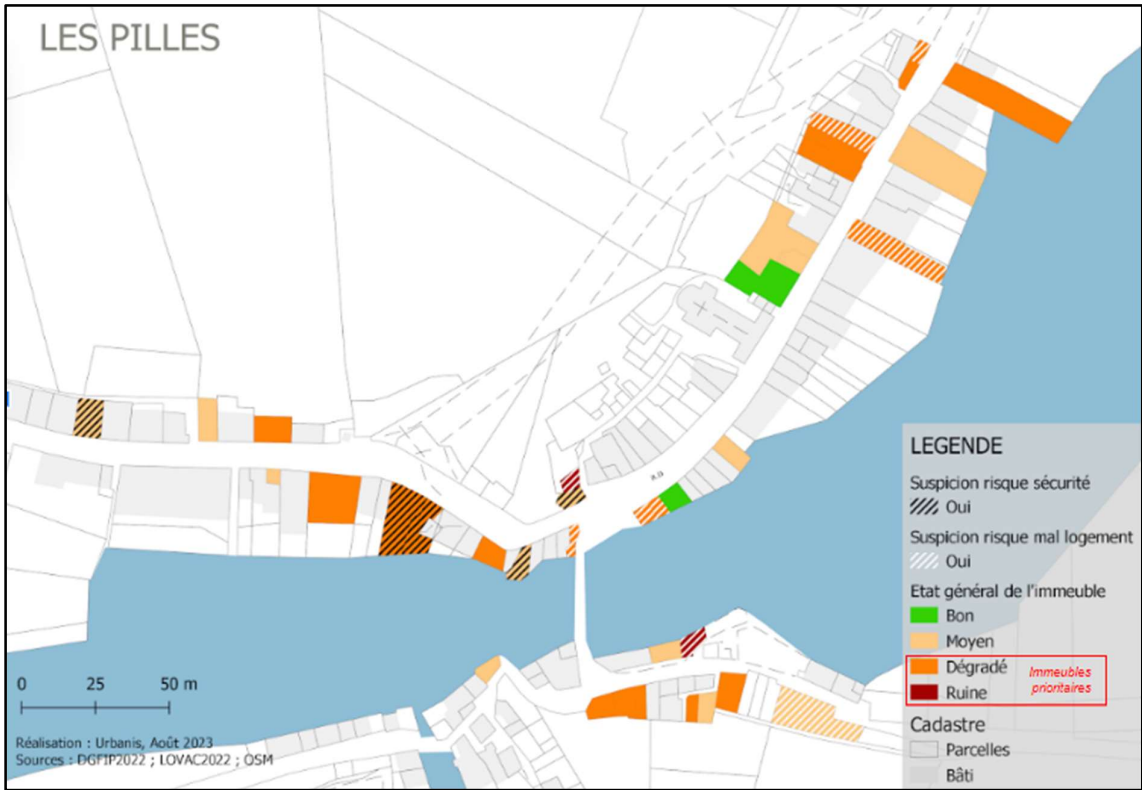 LES PILLES
R.D
LEGENDE
Suspicion risque sécurité
Oui
Suspicion risque mal logement
Oui
Etat général de l'immeuble
Bon
Moyen
Dégradé
Ruine
Immeubles
prioritaires
Cadastre
Parcelles
Bâti
0 25 50 m
Réalisation : Urbanis, Août 2023
Sources : DGFIP2022 ; LOVAC2022 ; OSM